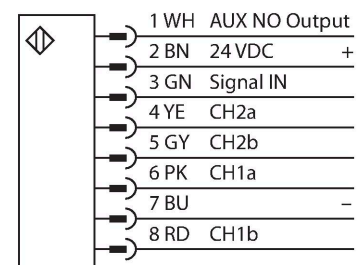 1 WH AUX NO Output
2 BN 24 VDC +
3 GN Signal IN
4 YE CH2a
5 GY CH2b
6 PK CH1a
7 BU –
8 RD CH1b